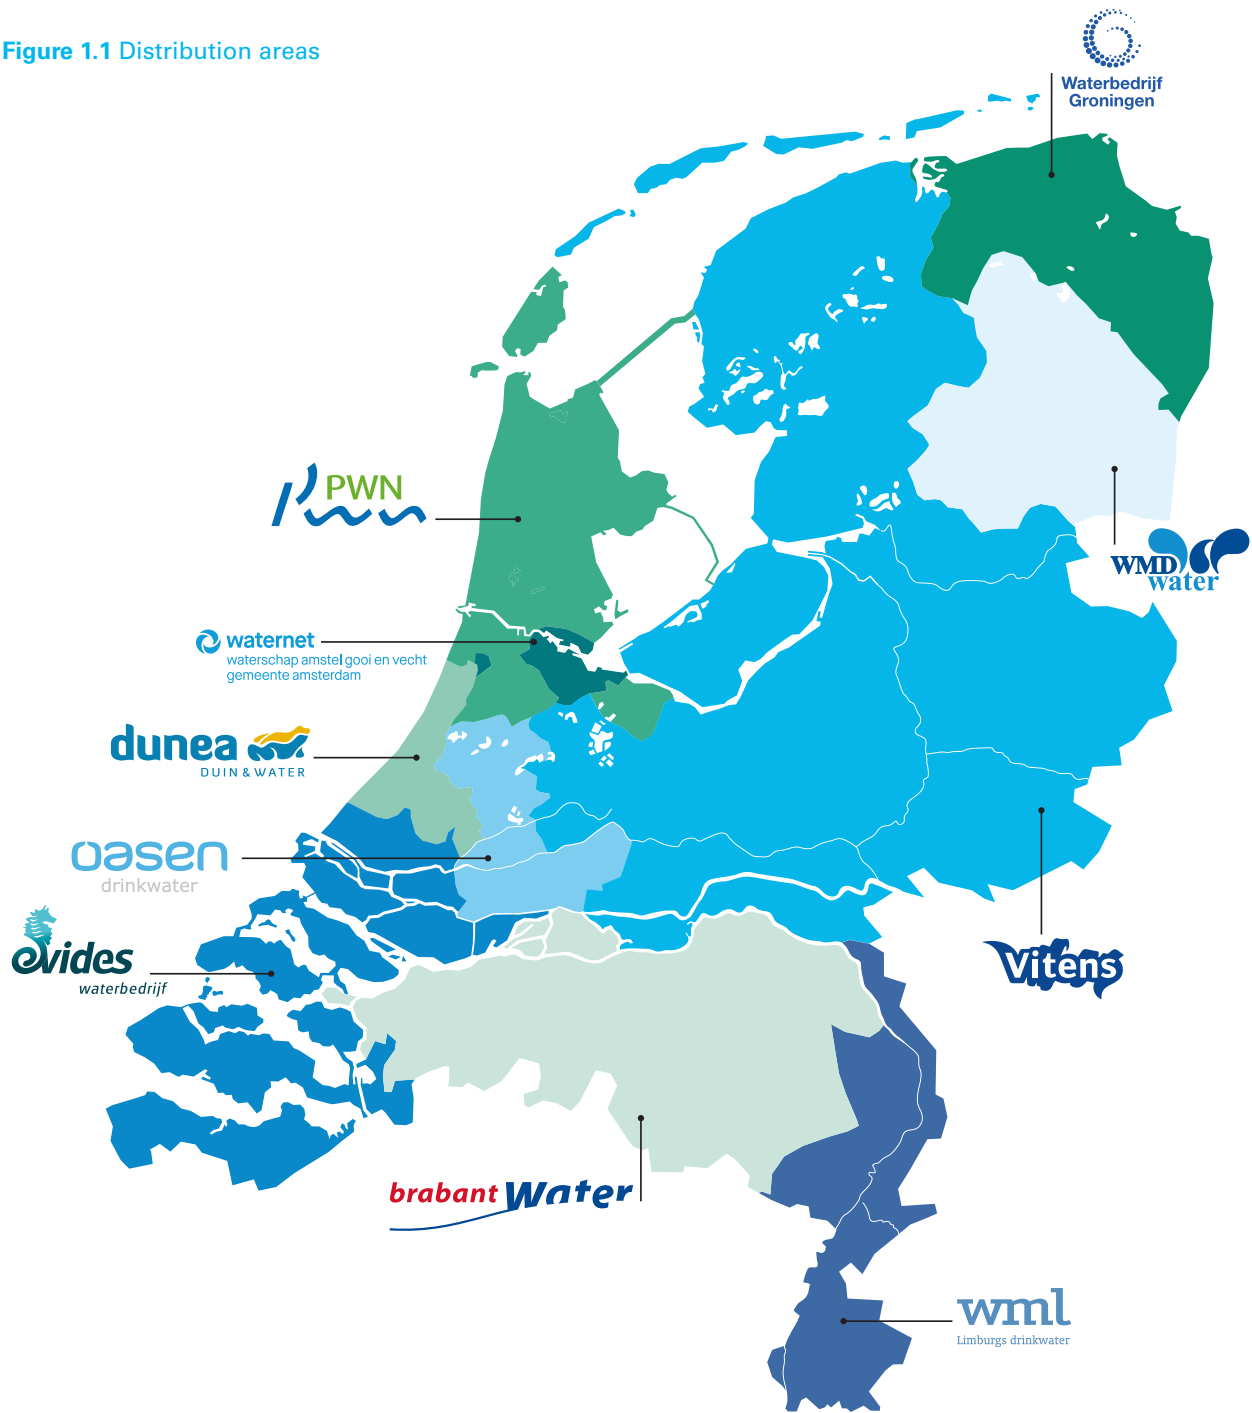 Figure 1.1 Distribution areas
Waterbedrijf
Groningen
PWN
WMD
water
waternet
waterschap amstel gooi en vecht
gemeente amsterdam
dunea
DUIN & WATER
oasen
drinkwater
evides
waterbedrijf
Vitens
brabant Water
wml
Limburgs drinkwater